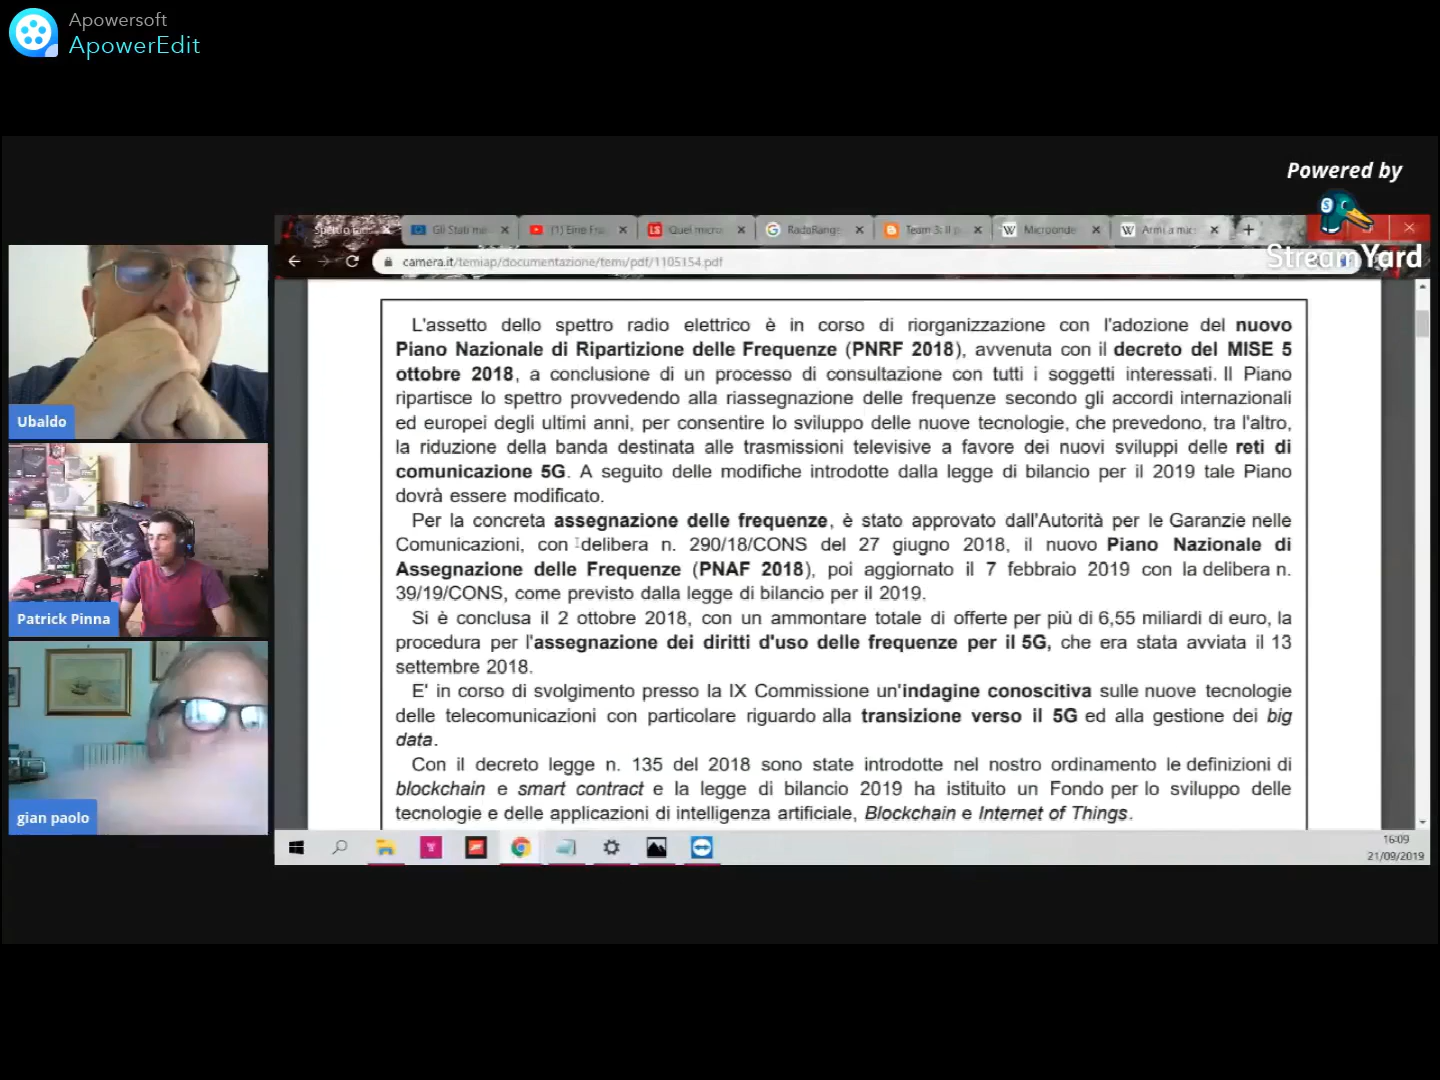 Apowersoft
ApowerEdit
Powered by
StreamYard
Gli Stati me
(1) Eine Fra
Quel micro
RadaRange
Team 3: Il p
Microonde
Armi a mic
camera.it/temiap/documentazione/temi/pdf/1105154.pdf
L'assetto dello spettro radio elettrico è in corso di riorganizzazione con l'adozione del nuovo
Piano Nazionale di Ripartizione delle Frequenze (PNRF 2018), avvenuta con il decreto del MISE 5
ottobre 2018, a conclusione di un processo di consultazione con tutti i soggetti interessati. Il Piano
ripartisce lo spettro provvedendo alla riassegnazione delle frequenze secondo gli accordi internazionali
ed europei degli ultimi anni, per consentire lo sviluppo delle nuove tecnologie, che prevedono, tra l'altro,
la riduzione della banda destinata alle trasmissioni televisive a favore dei nuovi sviluppi delle reti di
comunicazione 5G. A seguito delle modifiche introdotte dalla legge di bilancio per il 2019 tale Piano
dovrà essere modificato.
Per la concreta assegnazione delle frequenze, è stato approvato dall'Autorità per le Garanzie nelle
Comunicazioni, con delibera n. 290/18/CONS del 27 giugno 2018, il nuovo Piano Nazionale di
Assegnazione delle Frequenze (PNAF 2018), poi aggiornato il 7 febbraio 2019 con la delibera n.
39/19/CONS, come previsto dalla legge di bilancio per il 2019.
Si è conclusa il 2 ottobre 2018, con un ammontare totale di offerte per più di 6,55 miliardi di euro, la
procedura per l'assegnazione dei diritti d'uso delle frequenze per il 5G, che era stata avviata il 13
settembre 2018.
E' in corso di svolgimento presso la IX Commissione un'indagine conoscitiva sulle nuove tecnologie
delle telecomunicazioni con particolare riguardo alla transizione verso il 5G ed alla gestione dei big
data.
Con il decreto legge n. 135 del 2018 sono state introdotte nel nostro ordinamento le definizioni di
blockchain e smart contract e la legge di bilancio 2019 ha istituito un Fondo per lo sviluppo delle
tecnologie e delle applicazioni di intelligenza artificiale, Blockchain e Internet of Things.
Ubaldo
Patrick Pinna
gian paolo
16:09
21/09/2019